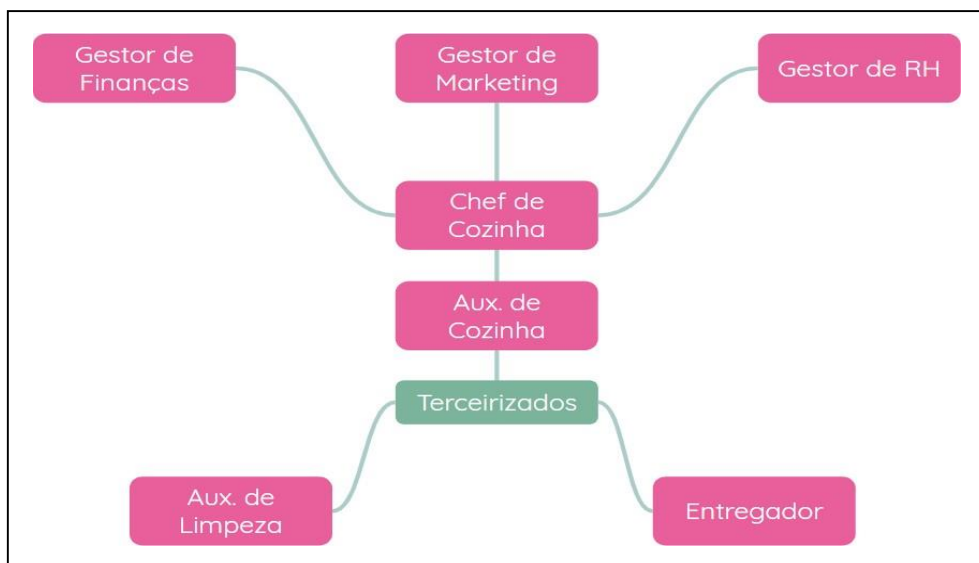 Gestor de
Finanças
Gestor de
Marketing
Gestor de RH
Chef de
Cozinha
Aux. de
Cozinha
Terceirizados
Aux. de
Limpeza
Entregador